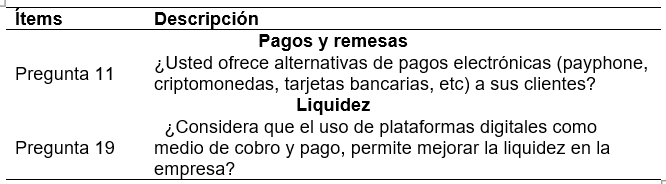 Ítems Descripción
Pagos y remesas
Pregunta 11 ¿Usted ofrece alternativas de pagos electrónicas (payphone,
criptomonedas, tarjetas bancarias, etc) a sus clientes?
Liquidez
¿Considera que el uso de plataformas digitales como
Pregunta 19 medio de cobro y pago, permite mejorar la liquidez en la
empresa?